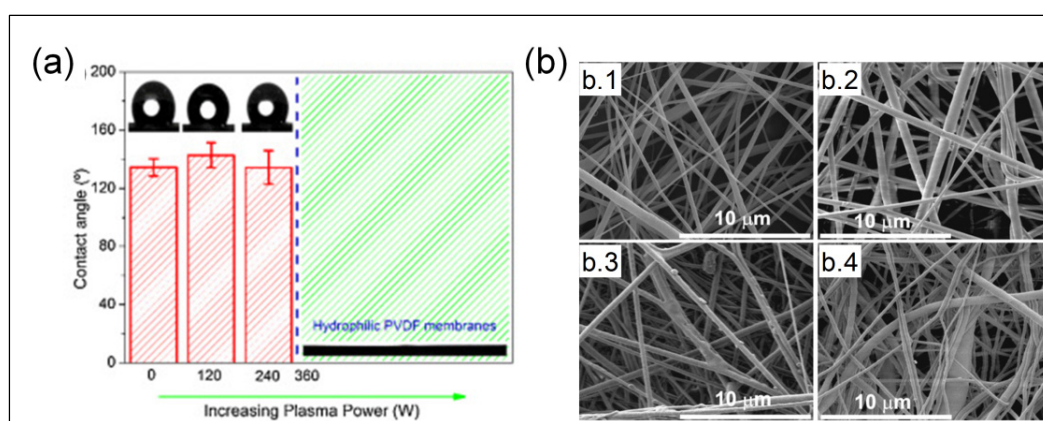 (a)
200
160
120
80
40
0
Contact angle (º)
Hydrophilic PVDF membranes
0 120 240 360
Increasing Plasma Power (W)
(b)
b.1
10 μm
b.2
10 μm
b.3
10 μm
b.4
10 μm